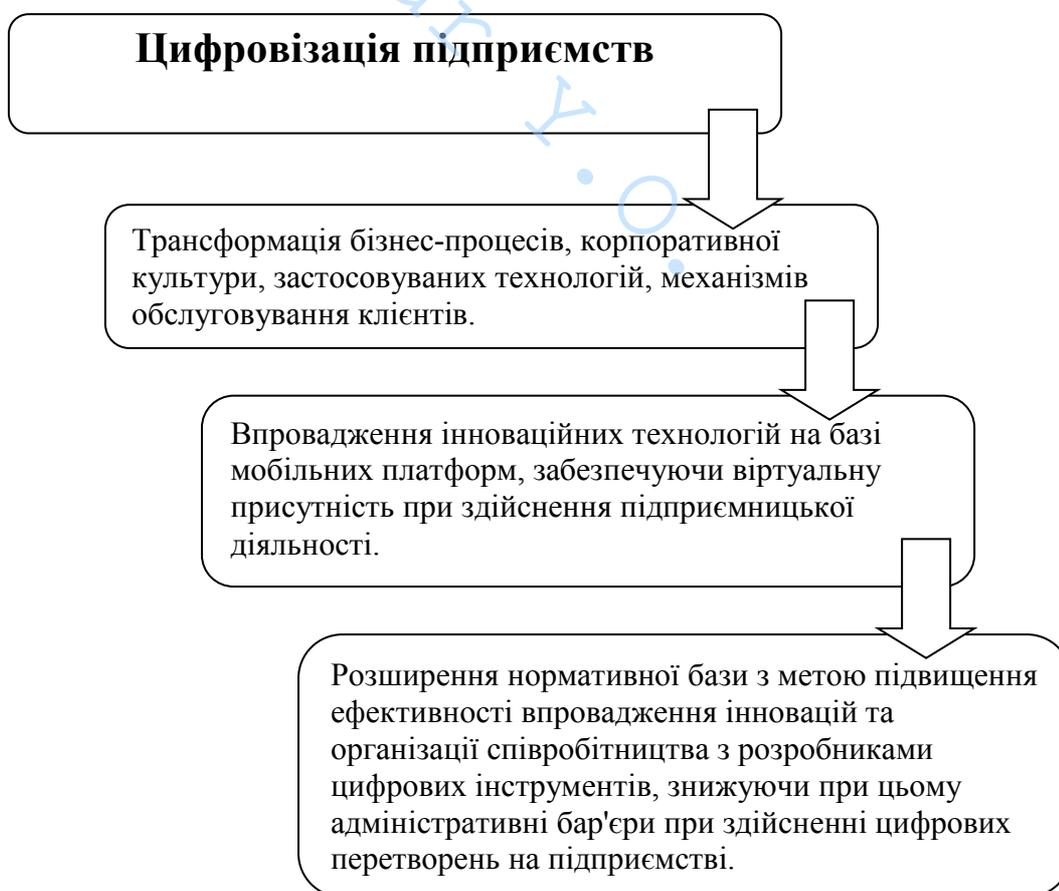 Цифровізація підприємств
Трансформація бізнес-процесів, корпоративної
культури, застосовуваних технологій, механізмів
обслуговування клієнтів.
Впровадження інноваційних технологій на базі
мобільних платформ, забезпечуючи віртуальну
присутність при здійснення підприємницької
діяльності.
Розширення нормативної бази з метою підвищення
ефективності впровадження інновацій та
організації співробітництва з розробниками
цифрових інструментів, знижуючи при цьому
адміністративні бар'єри при здійсненні цифрових
перетворень на підприємстві.
Y.O.